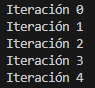 Iteración 0
Iteración 1
Iteración 2
Iteración 3
Iteración 4